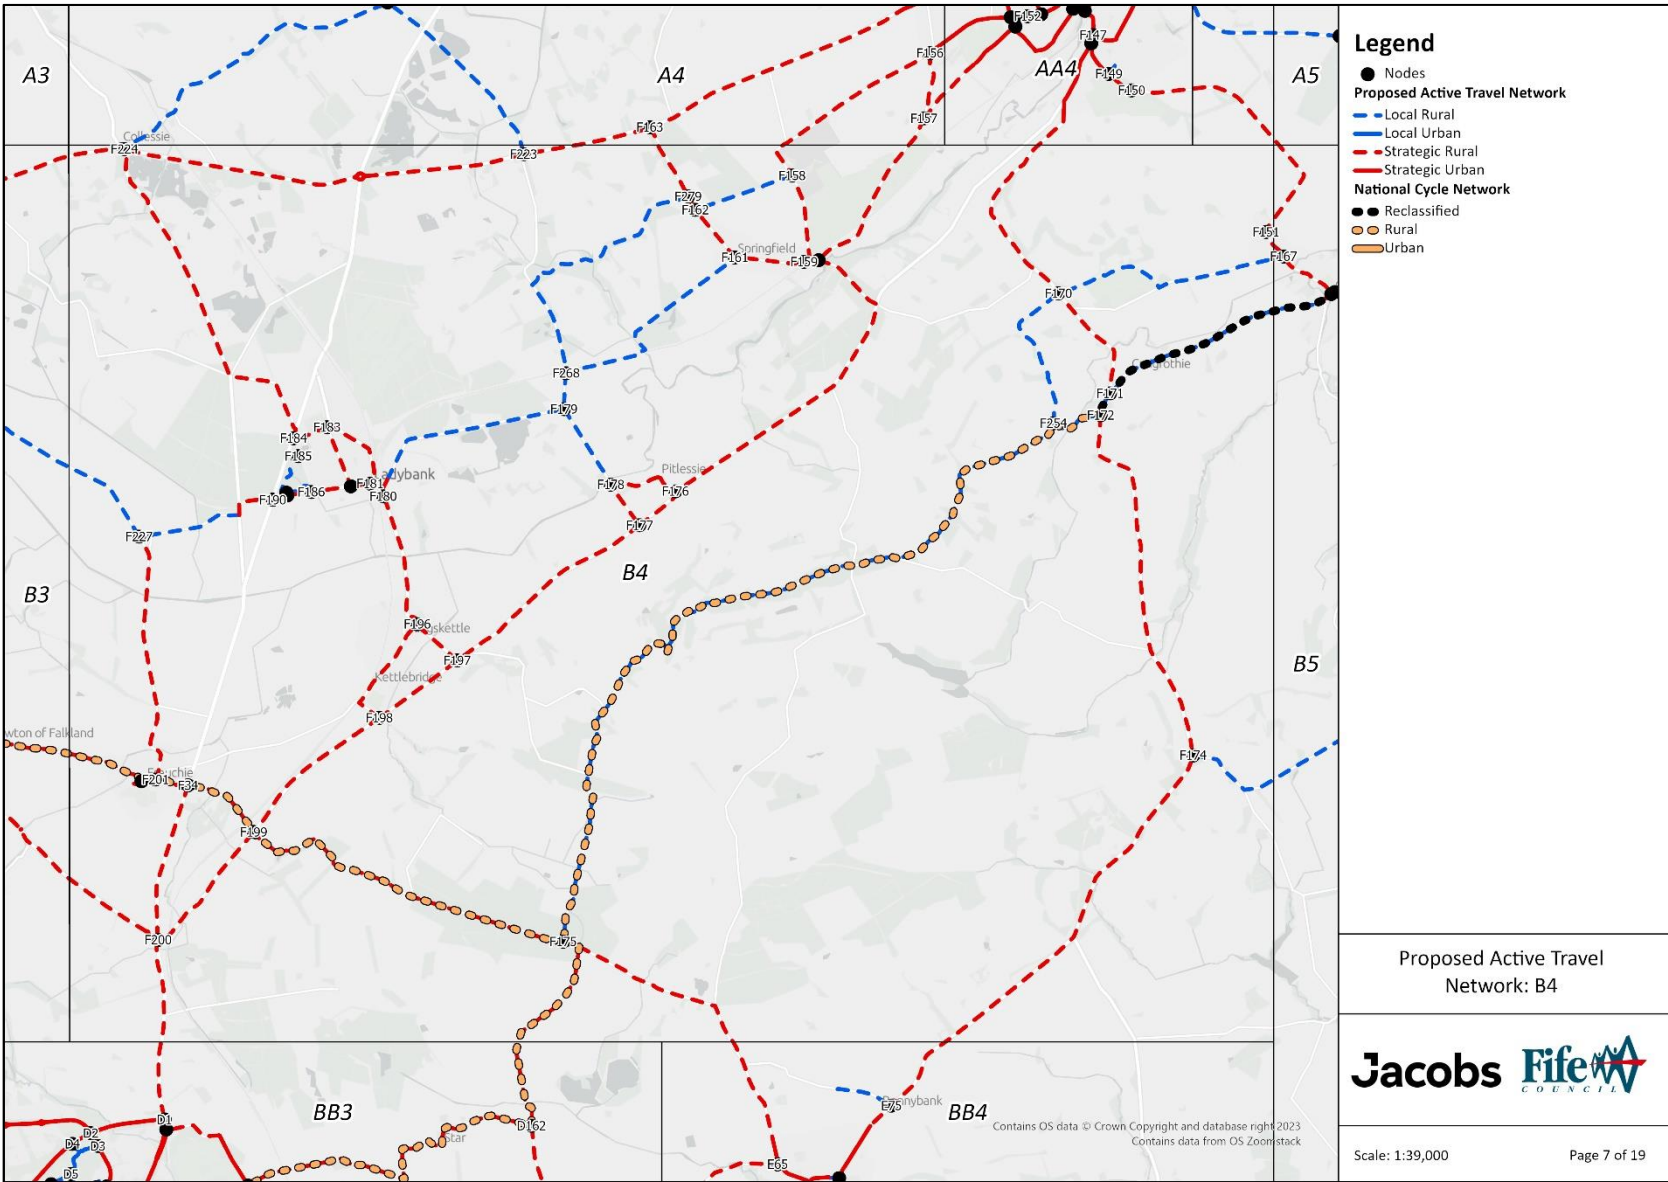 A3
A4
AA4
A5
F152
F147
F156
F149
F150
F157
F163
Collessie
F224
F223
F158
F279
F162
F151
Springfield
F161
F159
F167
F170
F268
F171
F179
F172
F254
F183
F184
F185
Pitlessie
F181
F178
F186
F176
F190
F180
F177
F227
B4
B3
F196
F197
B5
Kettlebridge
F198
F174
F201
F34
F199
F200
F175
BB3
BB4
E75
D1
D162
D2
D4
D3
Star
D5
E65
Contains OS data © Crown Copyright and database right 2023
Contains data from OS Zoomstack
Legend
Nodes
Proposed Active Travel Network
Local Rural
Local Urban
Strategic Rural
Strategic Urban
National Cycle Network
Reclassified
Rural
Urban
Proposed Active Travel
Network: B4
Jacobs
Fife
COUNCIL
Scale: 1:39,000
Page 7 of 19